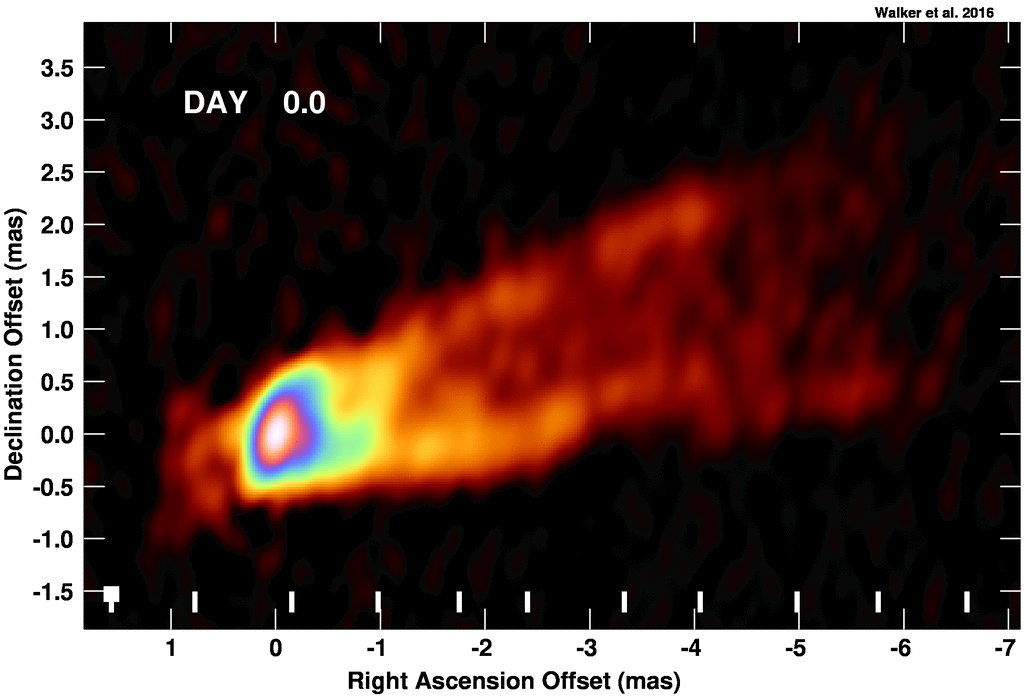 Walker et al. 2016
DAY 0.0
3.5
3.0
2.5
2.0
1.5
1.0
0.5
0.0
-0.5
-1.0
-1.5
Declination Offset (mas)
1 0 -1 -2 -3 -4 -5 -6 -7
Right Ascension Offset (mas)